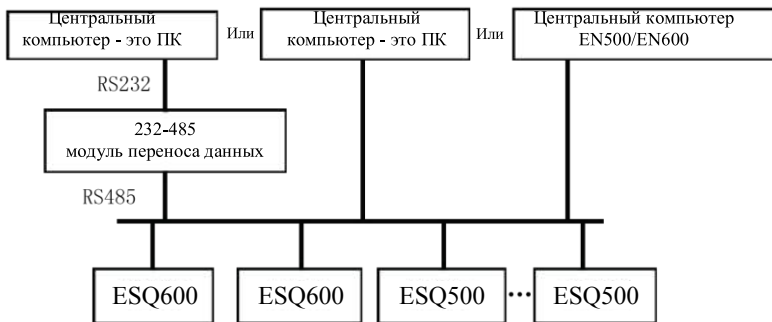 Центральный
компьютер - это ПК
Или
Центральный
компьютер - это ПК
Или
Центральный компьютер
EN500/EN600
RS232
232-485
модуль переноса данных
RS485
ESQ600
ESQ600
ESQ500
•••
ESQ500